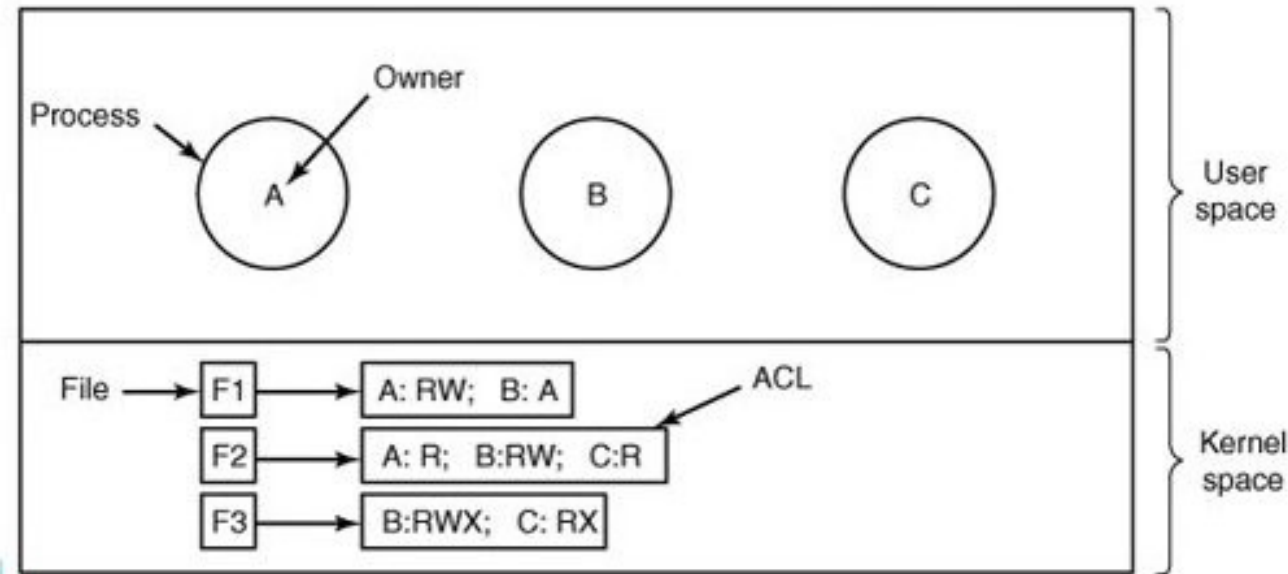 Owner
Process
A
B
C
User
space
File
F1
A: RW; B: A
ACL
F2
A: R; B:RW; C:R
F3
B:RWX; C: RX
Kernel
space